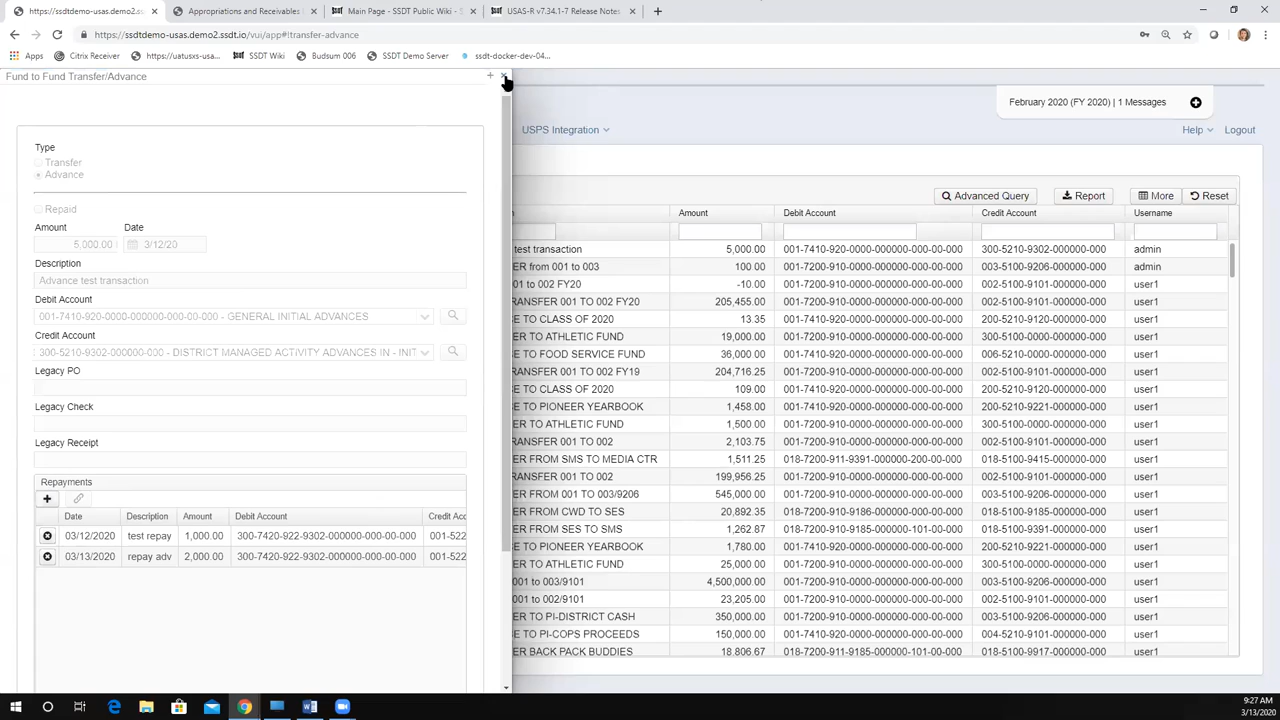 https://ssdtdemo-usas.demo2.ssd... × Appropriations and Receivables × Main Page - SSDT Public Wiki - × USAS-R v7.34.1-7 Release Notes ×
https://ssdtdemo-usas.demo2.ssdt.io/vui/app#!transfer-advance
Apps Citrix Receiver https://uatusxs-usa... SSDT Wiki Budsum 006 SSDT Demo Server ssdt-docker-dev-04...
Fund to Fund Transfer/Advance
Type
Transfer
Advance
Repaid
Amount Date
5,000.00 3/12/20
Description
Advance test transaction
Debit Account
001-7410-920-0000-000000-000-00-000 - GENERAL INITIAL ADVANCES
Credit Account
300-5210-9302-000000-000 - DISTRICT MANAGED ACTIVITY ADVANCES IN - INIT
Legacy PO
Legacy Check
Legacy Receipt
Repayments
Date Description Amount Debit Account Credit Acc
03/12/2020 test repay 1,000.00 300-7420-922-9302-000000-000-00-000 001-522
03/13/2020 repay adv 2,000.00 300-7420-922-9302-000000-000-00-000 001-522
February 2020 (FY 2020) | 1 Messages
USPS Integration Help Logout
Advanced Query Report More Reset
Amount Debit Account Credit Account Username
test transaction 5,000.00 001-7410-920-0000-000000-000-00-000 300-5210-9302-000000-000 admin
ER from 001 to 003 100.00 001-7200-910-0000-000000-000-00-000 003-5100-9206-000000-000 admin
01 to 002 FY20 -10.00 001-7200-910-0000-000000-000-00-000 002-5100-9101-000000-000 user1
TRANSFER 001 TO 002 FY20 205,455.00 001-7200-910-0000-000000-000-00-000 002-5100-9101-000000-000 user1
E TO CLASS OF 2020 13.35 001-7410-920-0000-000000-000-00-000 200-5210-9120-000000-000 user1
ER TO ATHLETIC FUND 19,000.00 001-7200-910-0000-000000-000-00-000 300-5100-0000-000000-000 user1
E TO FOOD SERVICE FUND 36,000.00 001-7410-920-0000-000000-000-00-000 006-5210-0000-000000-000 user1
TRANSFER 001 TO 002 FY19 204,716.25 001-7200-910-0000-000000-000-00-000 002-5100-9101-000000-000 user1
E TO CLASS OF 2020 109.00 001-7410-920-0000-000000-000-00-000 200-5210-9120-000000-000 user1
E TO PIONEER YEARBOOK 1,458.00 001-7410-920-0000-000000-000-00-000 200-5210-9221-000000-000 user1
ER TO ATHLETIC FUND 1,500.00 001-7200-910-0000-000000-000-00-000 300-5100-0000-000000-000 user1
TRANSFER 001 TO 002 2,103.75 001-7200-910-0000-000000-000-00-000 002-5100-9101-000000-000 user1
ER FROM SMS TO MEDIA CTR 1,511.25 018-7200-911-9391-000000-200-00-000 018-5100-9415-000000-000 user1
TRANSFER 001 TO 002 199,956.25 001-7200-910-0000-000000-000-00-000 002-5100-9101-000000-000 user1
ER FROM 001 TO 003/9206 545,000.00 001-7200-910-0000-000000-000-00-000 003-5100-9206-000000-000 user1
ER FROM CWD TO SES 20,892.35 018-7200-910-9186-000000-000-00-000 018-5100-9185-000000-000 user1
ER FROM SES TO SMS 1,262.87 018-7200-910-9185-000000-101-00-000 018-5100-9391-000000-000 user1
E TO PIONEER YEARBOOK 1,780.00 001-7410-920-0000-000000-000-00-000 200-5210-9221-000000-000 user1
ER TO ATHLETIC FUND 25,000.00 001-7200-910-0000-000000-000-00-000 300-5100-0000-000000-000 user1
001 to 003/9101 4,500,000.00 001-7200-910-0000-000000-000-00-000 003-5100-9206-000000-000 user1
001 to 002/9101 23,205.00 001-7200-910-0000-000000-000-00-000 002-5100-9101-000000-000 user1
ER TO PI-DISTRICT CASH 350,000.00 001-7200-910-0000-000000-000-00-000 003-5100-9206-000000-000 user1
E TO PI-COPS PROCEEDS 150,000.00 001-7410-920-0000-000000-000-00-000 004-5210-9101-000000-000 user1
ER BACK PACK BUDDIES 18,806.67 018-7200-911-9185-000000-101-00-000 018-5100-9917-000000-000 user1
9:27 AM
3/13/2020